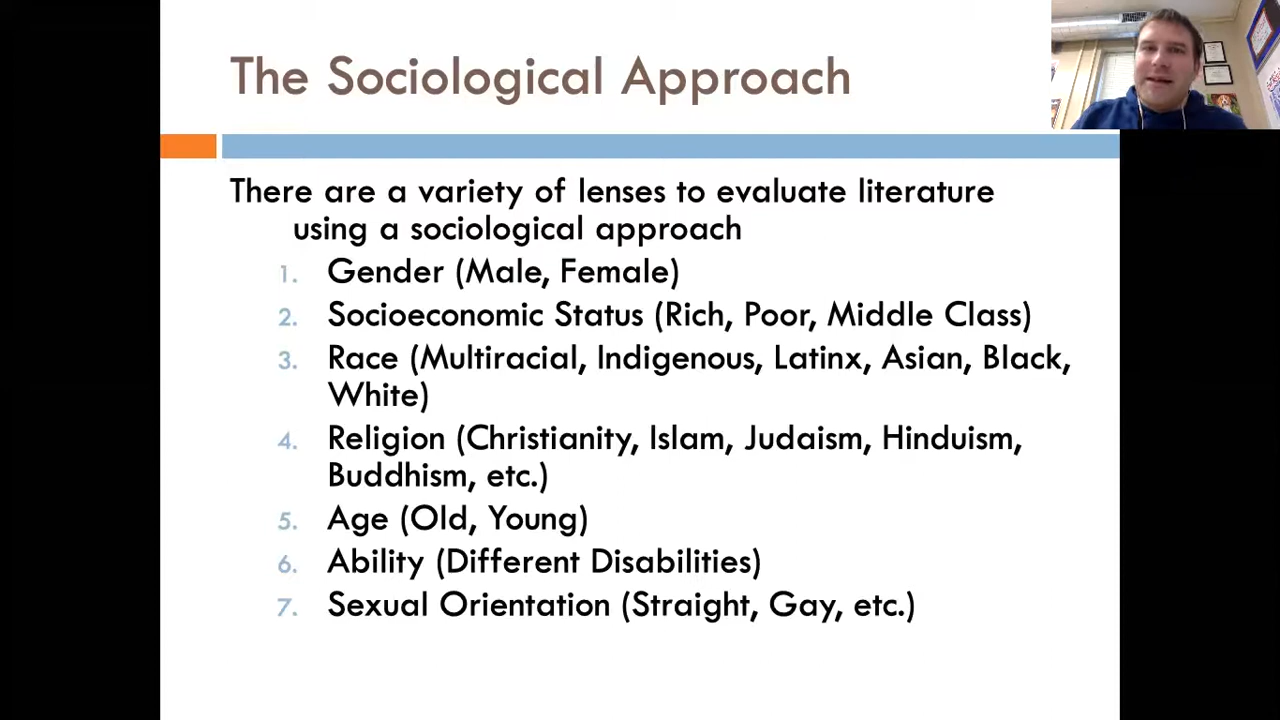 The Sociological Approach
There are a variety of lenses to evaluate literature
using a sociological approach
1. Gender (Male, Female)
2. Socioeconomic Status (Rich, Poor, Middle Class)
3. Race (Multiracial, Indigenous, Latinx, Asian, Black,
White)
4. Religion (Christianity, Islam, Judaism, Hinduism,
Buddhism, etc.)
5. Age (Old, Young)
6. Ability (Different Disabilities)
7. Sexual Orientation (Straight, Gay, etc.)